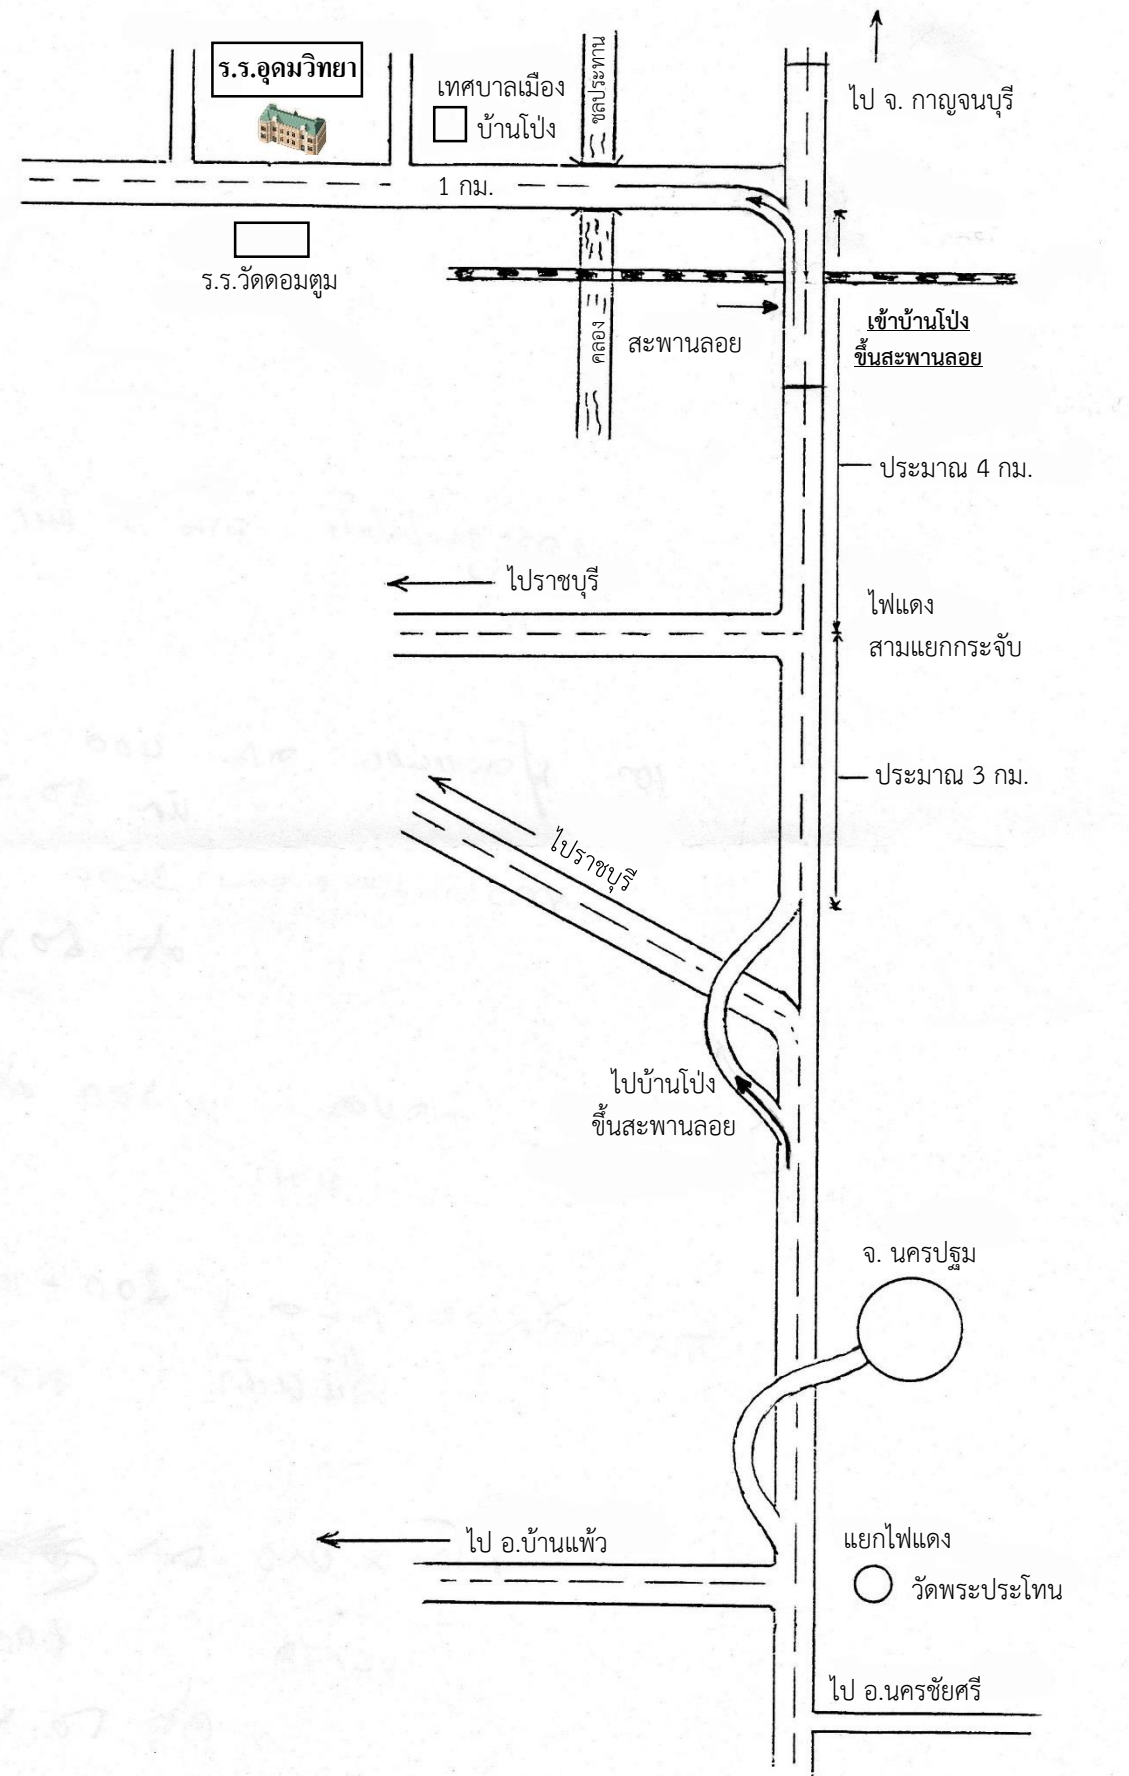 ร.ร.อุดมวิทยา
เทศบาลเมือง
บ้านโป่ง
ชลประทาน
ไป จ. กาญจนบุรี
1 กม.
ร.ร.วัดดอมตูม
คลอง
สะพานลอย
เข้าบ้านโป่ง
ขึ้นสะพานลอย
ประมาณ 4 กม.
ไปราชบุรี
ไฟแดง
สามแยกกระจับ
ประมาณ 3 กม.
ไปราชบุรี
ไปบ้านโป่ง
ขึ้นสะพานลอย
จ. นครปฐม
ไป อ.บ้านแพ้ว
แยกไฟแดง
วัดพระประโทน
ไป อ.นครชัยศรี